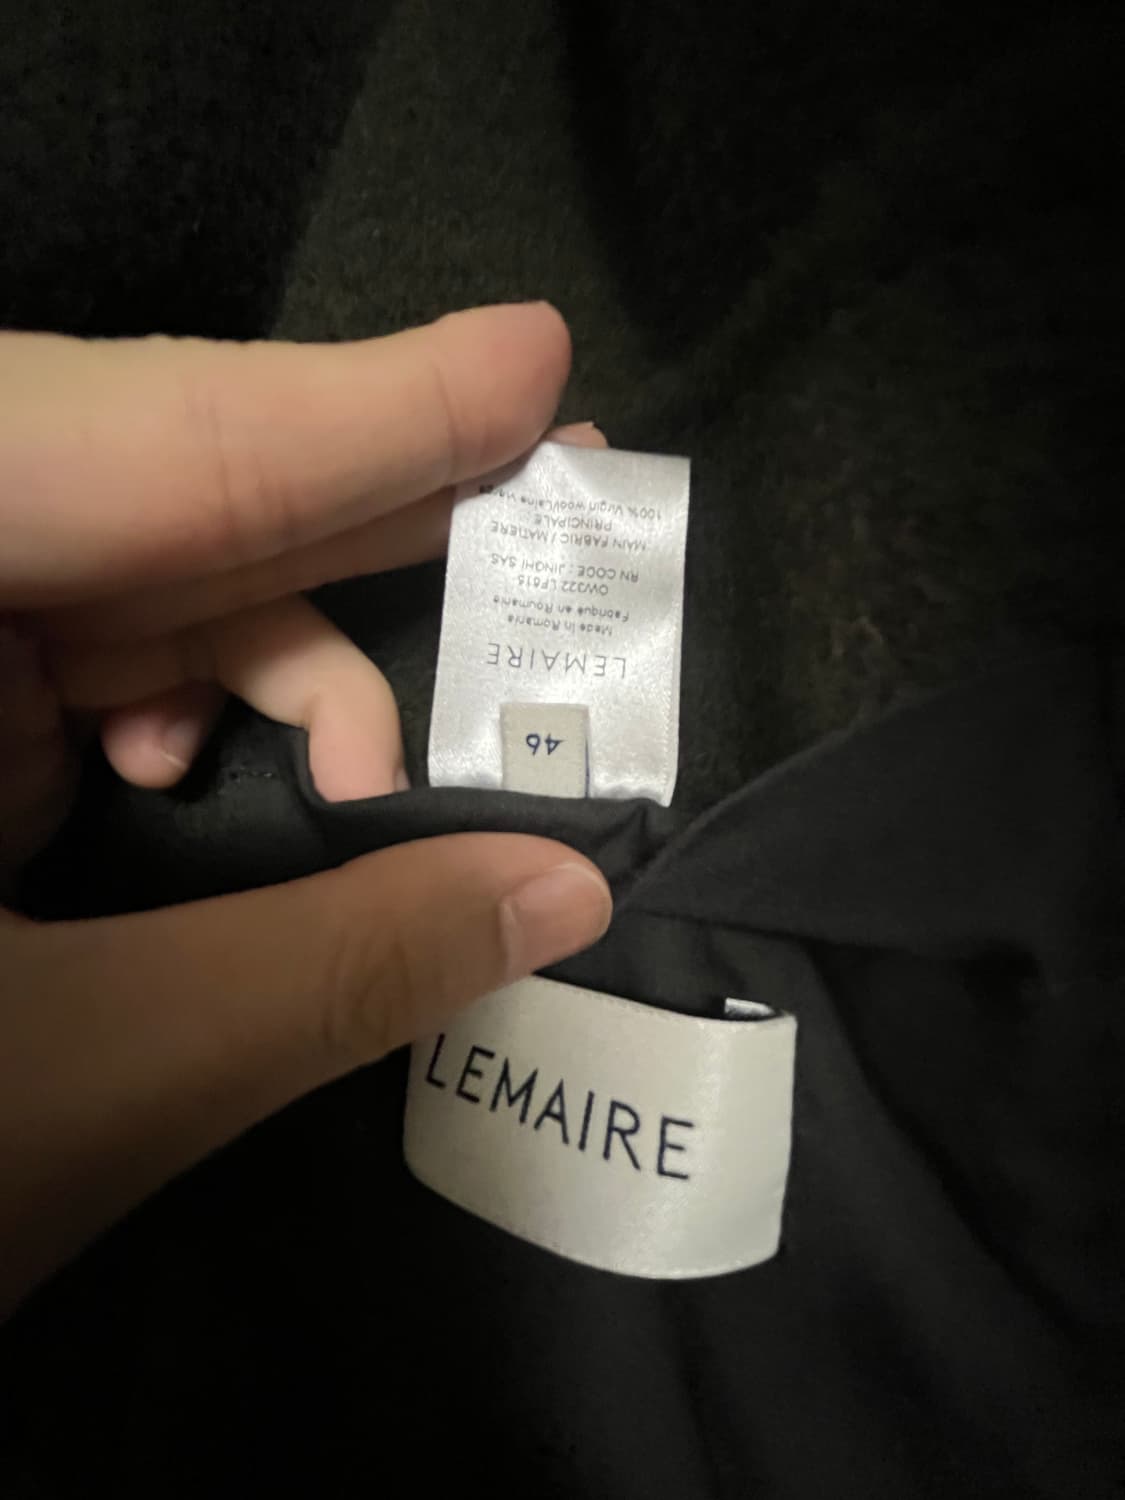 46
LEMAIRE
Made in Romania
Fabriqué en Roumanie
OW322 LF615
RN CODE : JINGHI SAS
MAIN FABRIC / MATIERE
PRINCIPALE
100% Virgin wool/Laine
LEMAIRE